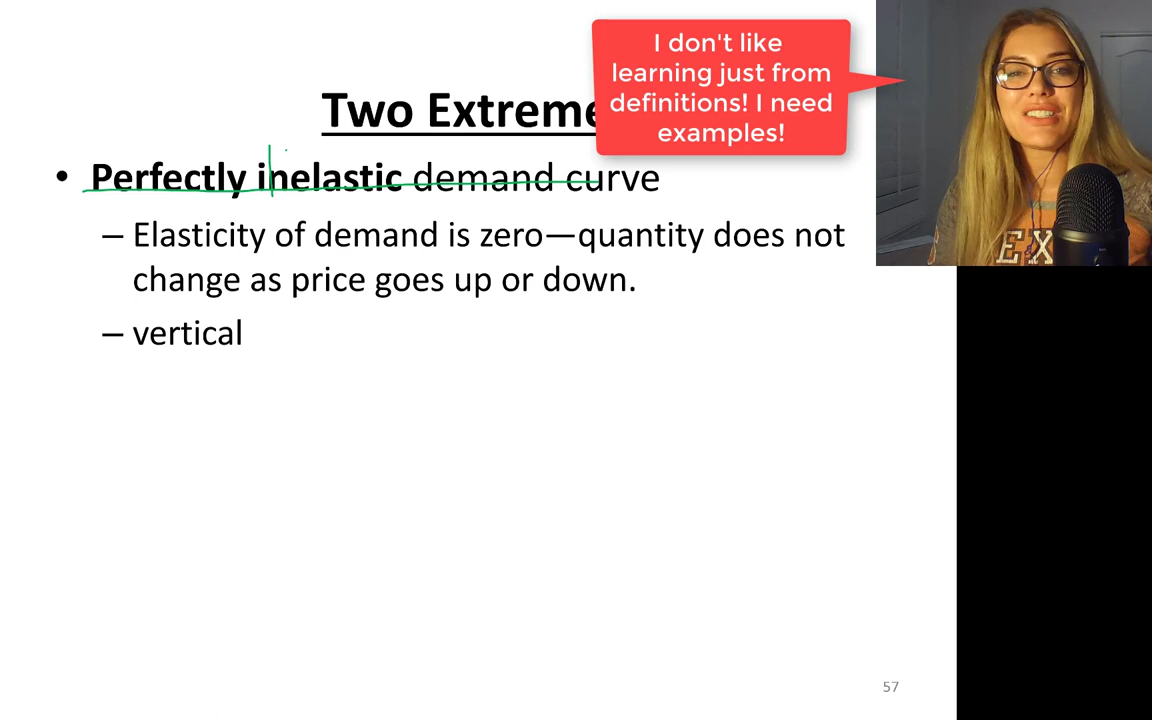 I don't like
learning just from
definitions! I need
examples!
Two Extreme
• Perfectly inelastic demand curve
– Elasticity of demand is zero—quantity does not
change as price goes up or down.
– vertical
EX
57